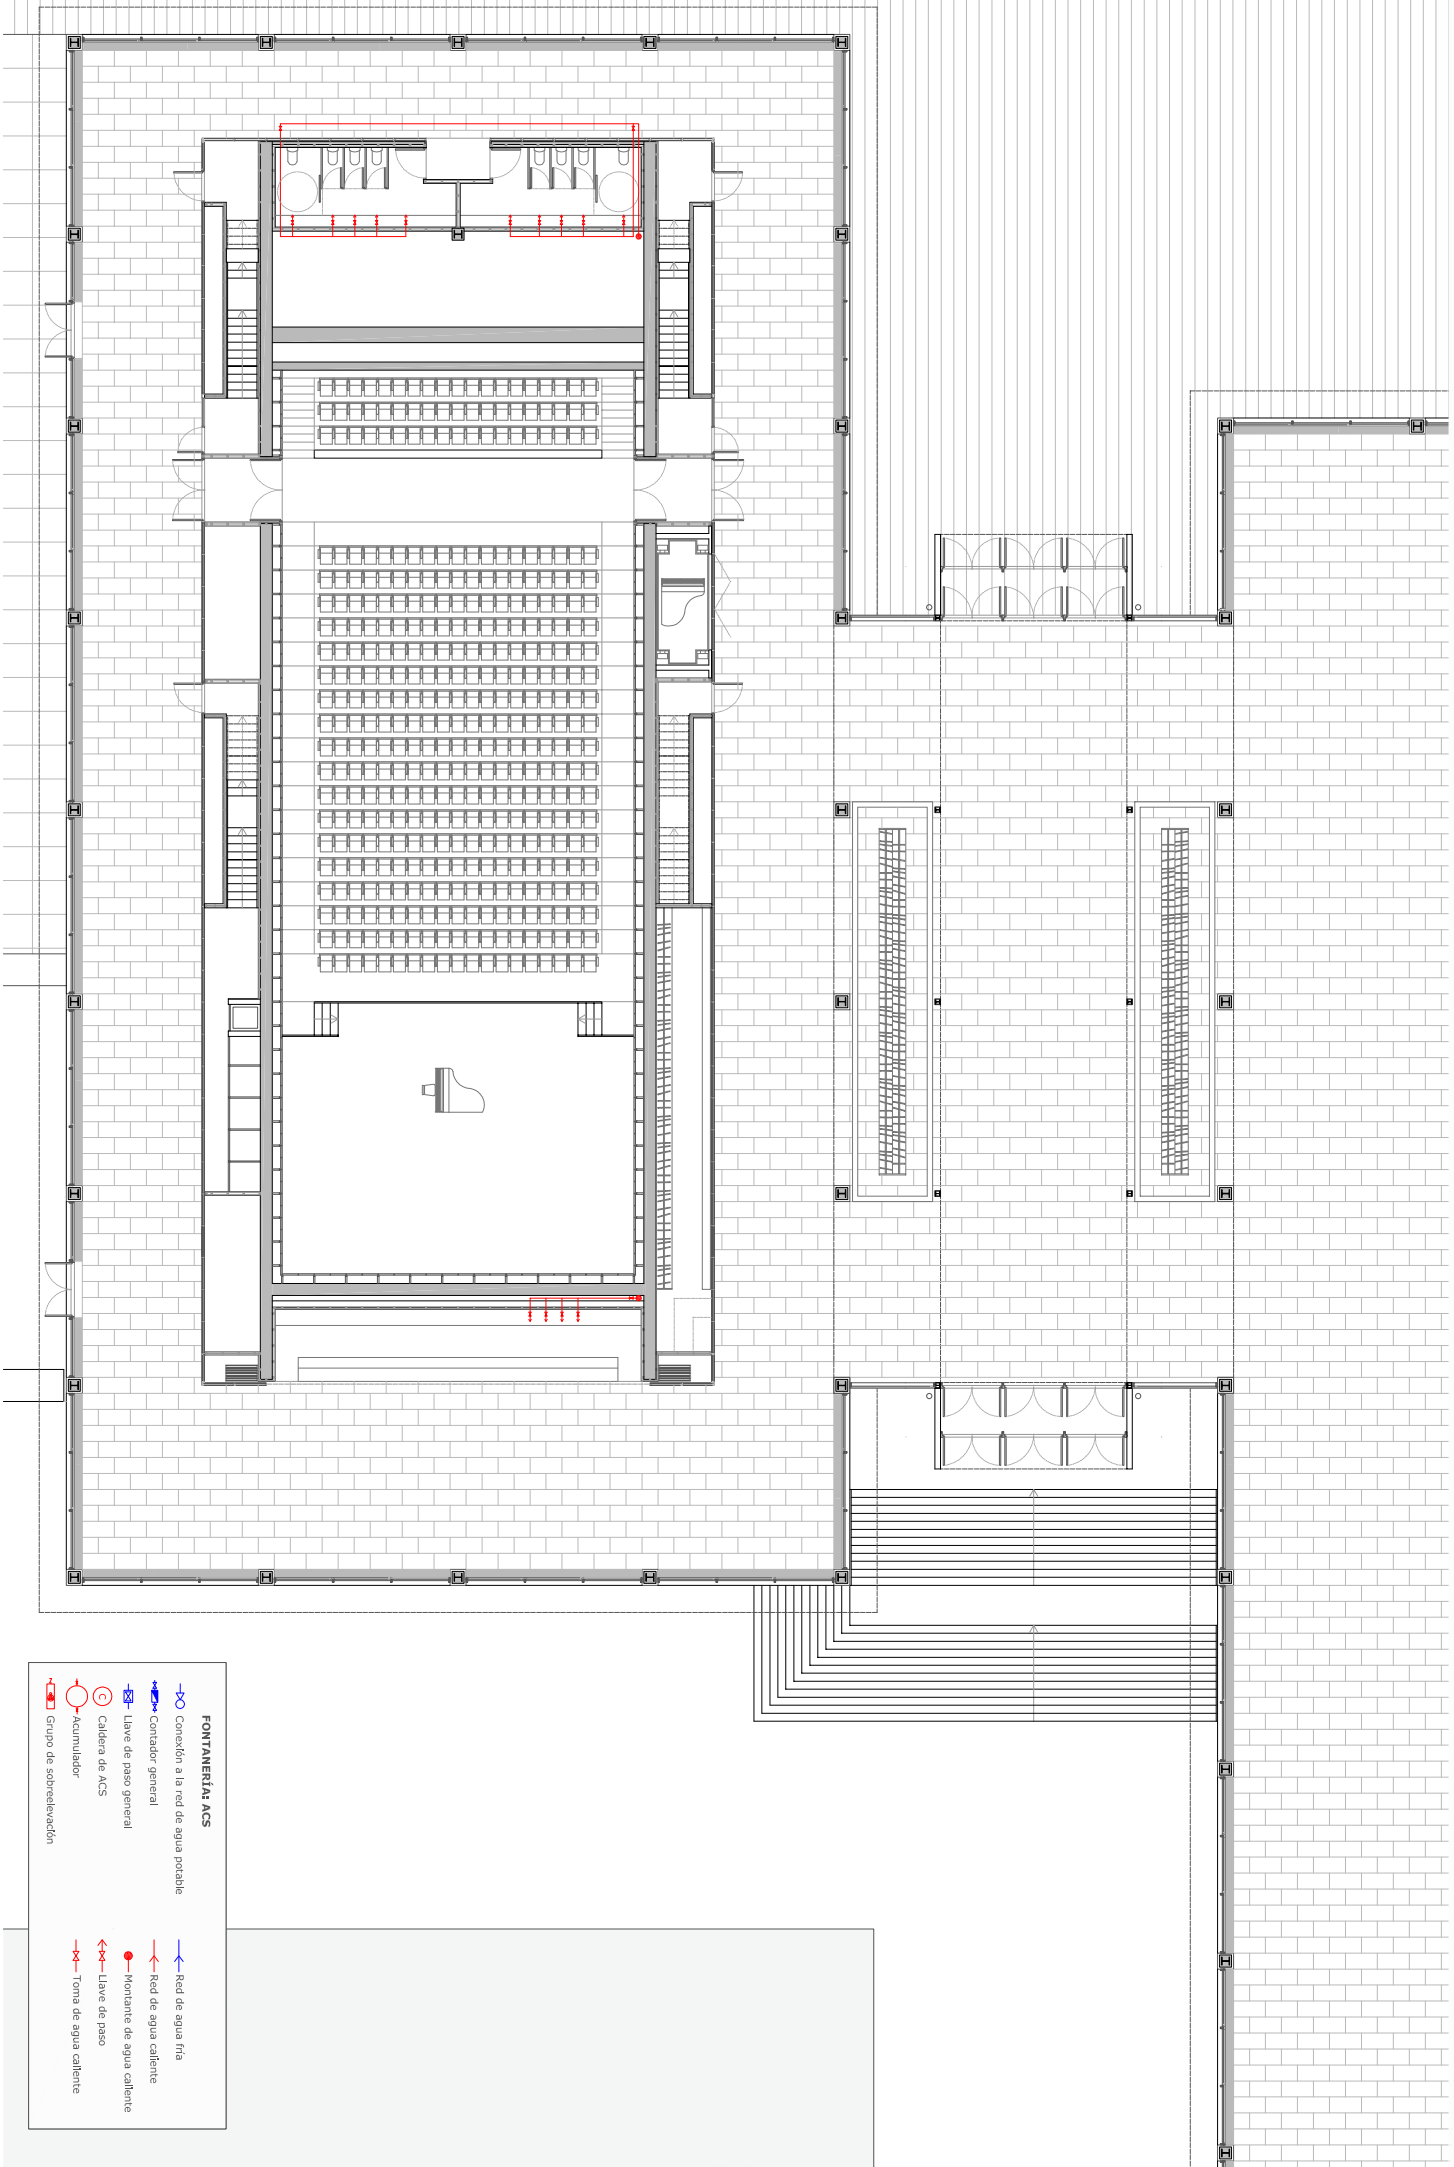 FONTANERÍA: ACS
Conexión a la red de agua potable
Contador general
Llave de paso general
C
Caldera de ACS
Acumulador
Grupo de sobreelevación
Red de agua fría
Red de agua caliente
Montante de agua caliente
Llave de paso
Toma de agua caliente